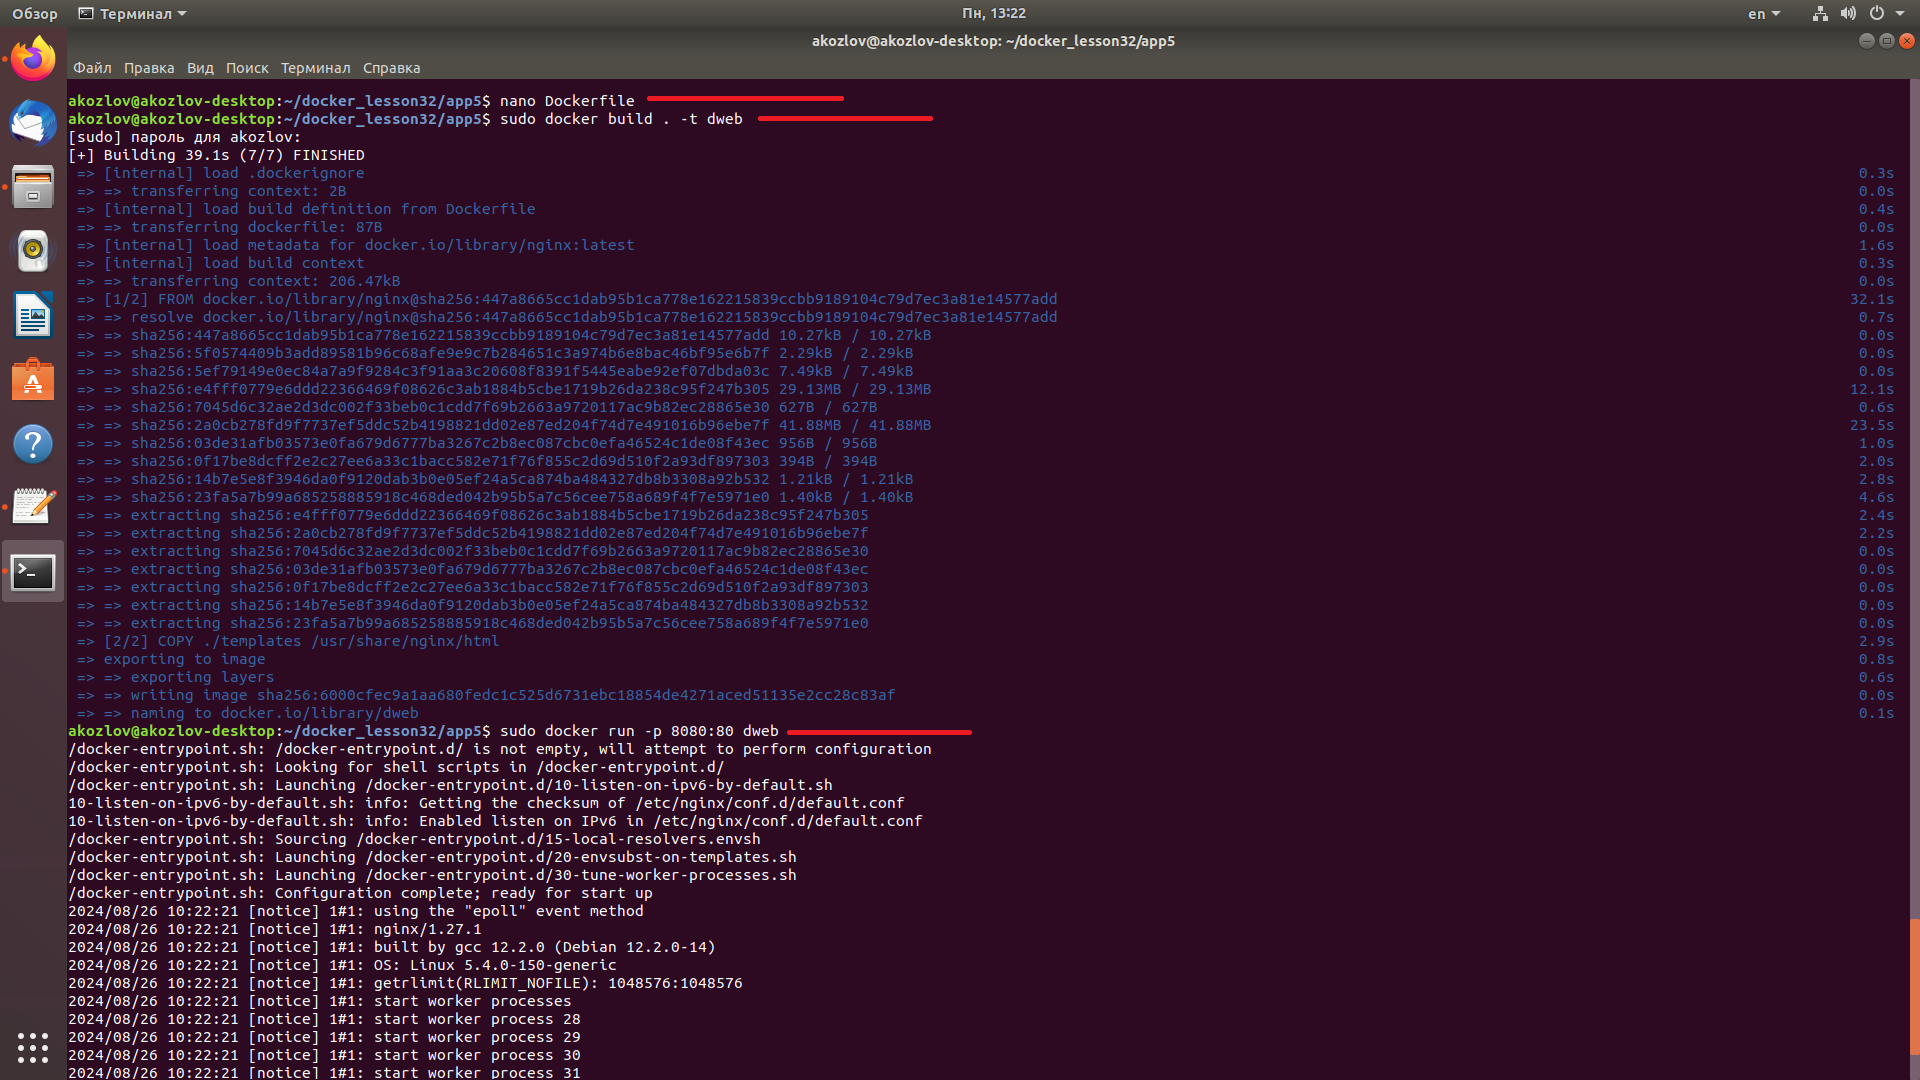 Обзор Терминал Пн, 13:22 en
akozlov@akozlov-desktop: ~/docker_lesson32/app5
Файл Правка Вид Поиск Терминал Справка
akozlov@akozlov-desktop:~/docker_lesson32/app5$ nano Dockerfile
akozlov@akozlov-desktop:~/docker_lesson32/app5$ sudo docker build . -t dweb
[sudo] пароль для akozlov:
[+] Building 39.1s (7/7) FINISHED
=> [internal] load .dockerignore 0.3s
=> => transferring context: 2B 0.0s
=> [internal] load build definition from Dockerfile 0.4s
=> => transferring dockerfile: 87B 0.0s
=> [internal] load metadata for docker.io/library/nginx:latest 1.6s
=> [internal] load build context 0.3s
=> => transferring context: 206.47kB 0.0s
=> [1/2] FROM docker.io/library/nginx@sha256:447a8665cc1dab95b1ca778e162215839ccbb9189104c79d7ec3a81e14577add 32.1s
=> => resolve docker.io/library/nginx@sha256:447a8665cc1dab95b1ca778e162215839ccbb9189104c79d7ec3a81e14577add 0.7s
=> => sha256:447a8665cc1dab95b1ca778e162215839ccbb9189104c79d7ec3a81e14577add 10.27kB / 10.27kB 0.0s
=> => sha256:5f0574409b3add89581b96c68afe9e9c7b284651c3a974b6e8bac46bf95e6b7f 2.29kB / 2.29kB 0.0s
=> => sha256:5ef79149e0ec84a7a9f9284c3f91aa3c20608f8391f5445eabe92ef07dbda03c 7.49kB / 7.49kB 0.0s
=> => sha256:e4fff0779e6ddd22366469f08626c3ab1884b5cbe1719b26da238c95f247b305 29.13MB / 29.13MB 12.1s
=> => sha256:7045d6c32ae2d3dc002f33beb0c1cdd7f69b2663a9720117ac9b82ec28865e30 627B / 627B 0.6s
=> => sha256:2a0cb278fd9f7737ef5ddc52b4198821dd02e87ed204f74d7e491016b96ebe7f 41.88MB / 41.88MB 23.5s
=> => sha256:03de31afb03573e0fa679d6777ba3267c2b8ec087cbc0efa46524c1de08f43ec 956B / 956B 1.0s
=> => sha256:0f17be8dcff2e2c27ee6a33c1bacc582e71f76f855c2d69d510f2a93df897303 394B / 394B 2.0s
=> => sha256:14b7e5e8f3946da0f9120dab3b0e05ef24a5ca874ba484327db8b3308a92b532 1.21kB / 1.21kB 2.8s
=> => sha256:23fa5a7b99a685258885918c468ded042b95b5a7c56cee758a689f4f7e5971e0 1.40kB / 1.40kB 4.6s
=> => extracting sha256:e4fff0779e6ddd22366469f08626c3ab1884b5cbe1719b26da238c95f247b305 2.4s
=> => extracting sha256:2a0cb278fd9f7737ef5ddc52b4198821dd02e87ed204f74d7e491016b96ebe7f 2.2s
=> => extracting sha256:7045d6c32ae2d3dc002f33beb0c1cdd7f69b2663a9720117ac9b82ec28865e30 0.0s
=> => extracting sha256:03de31afb03573e0fa679d6777ba3267c2b8ec087cbc0efa46524c1de08f43ec 0.0s
=> => extracting sha256:0f17be8dcff2e2c27ee6a33c1bacc582e71f76f855c2d69d510f2a93df897303 0.0s
=> => extracting sha256:14b7e5e8f3946da0f9120dab3b0e05ef24a5ca874ba484327db8b3308a92b532 0.0s
=> => extracting sha256:23fa5a7b99a685258885918c468ded042b95b5a7c56cee758a689f4f7e5971e0 0.0s
=> [2/2] COPY ./templates /usr/share/nginx/html 2.9s
=> exporting to image 0.8s
=> => exporting layers 0.6s
=> => writing image sha256:6000cfec9a1aa680fedc1c525d6731ebc18854de4271aced51135e2cc28c83af 0.0s
=> => naming to docker.io/library/dweb 0.1s
akozlov@akozlov-desktop:~/docker_lesson32/app5$ sudo docker run -p 8080:80 dweb
/docker-entrypoint.sh: /docker-entrypoint.d/ is not empty, will attempt to perform configuration
/docker-entrypoint.sh: Looking for shell scripts in /docker-entrypoint.d/
/docker-entrypoint.sh: Launching /docker-entrypoint.d/10-listen-on-ipv6-by-default.sh
10-listen-on-ipv6-by-default.sh: info: Getting the checksum of /etc/nginx/conf.d/default.conf
10-listen-on-ipv6-by-default.sh: info: Enabled listen on IPv6 in /etc/nginx/conf.d/default.conf
/docker-entrypoint.sh: Sourcing /docker-entrypoint.d/15-local-resolvers.envsh
/docker-entrypoint.sh: Launching /docker-entrypoint.d/20-envsubst-on-templates.sh
/docker-entrypoint.sh: Launching /docker-entrypoint.d/30-tune-worker-processes.sh
/docker-entrypoint.sh: Configuration complete; ready for start up
2024/08/26 10:22:21 [notice] 1#1: using the "epoll" event method
2024/08/26 10:22:21 [notice] 1#1: nginx/1.27.1
2024/08/26 10:22:21 [notice] 1#1: built by gcc 12.2.0 (Debian 12.2.0-14)
2024/08/26 10:22:21 [notice] 1#1: OS: Linux 5.4.0-150-generic
2024/08/26 10:22:21 [notice] 1#1: getrlimit(RLIMIT_NOFILE): 1048576:1048576
2024/08/26 10:22:21 [notice] 1#1: start worker processes
2024/08/26 10:22:21 [notice] 1#1: start worker process 28
2024/08/26 10:22:21 [notice] 1#1: start worker process 29
2024/08/26 10:22:21 [notice] 1#1: start worker process 30
2024/08/26 10:22:21 [notice] 1#1: start worker process 31